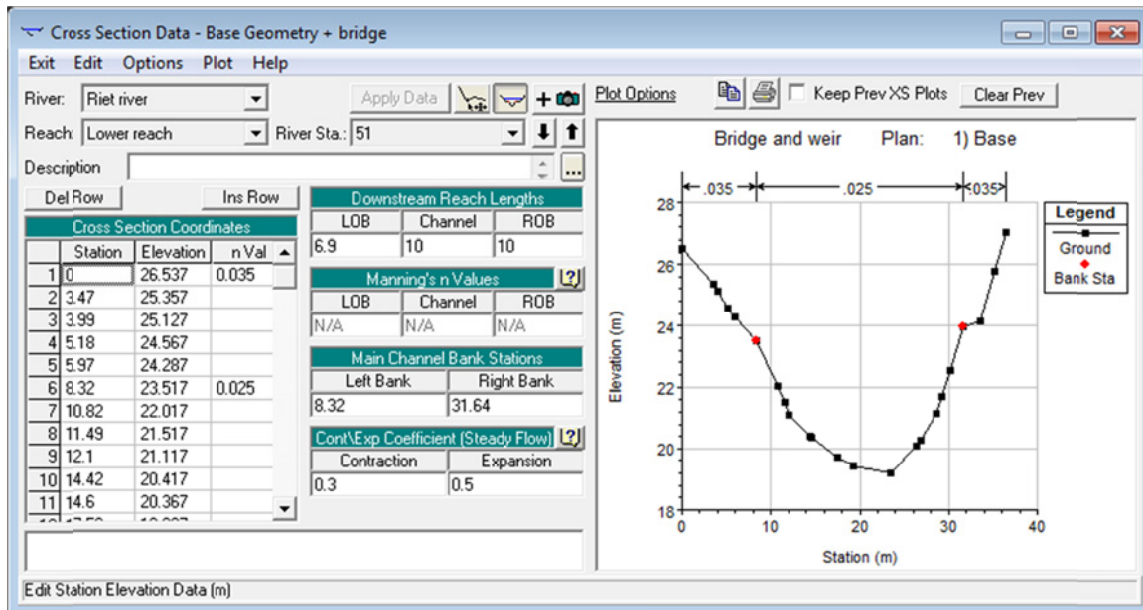 Cross Section Data - Base Geometry + bridge
Exit Edit Options Plot Help
River: Riet river Apply Data +
Reach: Lower reach River Sta.: 51
Description ...
Del Row Ins Row
Cross Section Coordinates
Station Elevation n Val
1 0 26.537 0.035
2 3.47 25.357
3 3.99 25.127
4 5.18 24.567
5 5.97 24.287
6 8.32 23.517 0.025
7 10.82 22.017
8 11.49 21.517
9 12.1 21.117
10 14.42 20.417
11 14.6 20.367
Downstream Reach Lengths
LOB Channel ROB
6.9 10 10
Manning's n Values
LOB Channel ROB
N/A N/A N/A
Main Channel Bank Stations
Left Bank Right Bank
8.32 31.64
Cont\Exp Coefficient (Steady Flow)
Contraction Expansion
0.3 0.5
Plot Options Keep Prev XS Plots Clear Prev
Bridge and weir Plan: 1) Base
.035 .025 .035
28
26
24
22
20
18
Elevation (m)
0 10 20 30 40
Station (m)
Legend
Ground
Bank Sta
Edit Station Elevation Data (m)